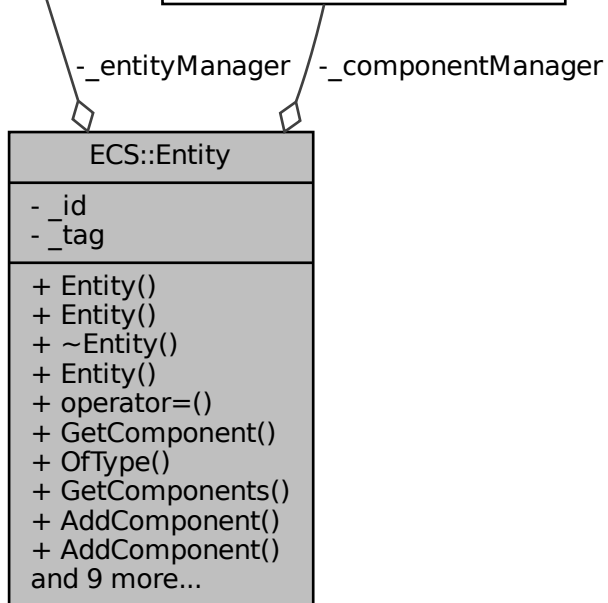 -_entityManager
-_componentManager
ECS::Entity
- _id
- _tag
+ Entity()
+ Entity()
+ ~Entity()
+ Entity()
+ operator=()
+ GetComponent()
+ OfType()
+ GetComponents()
+ AddComponent()
+ AddComponent()
and 9 more...